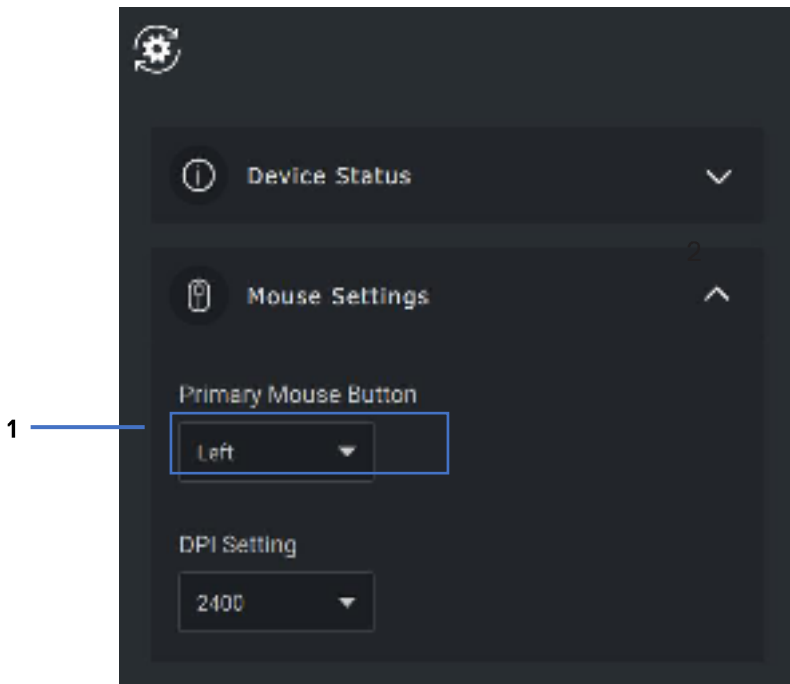 Device Status
2
Mouse Settings
Primary Mouse Button
1
Left
DPI Setting
2400